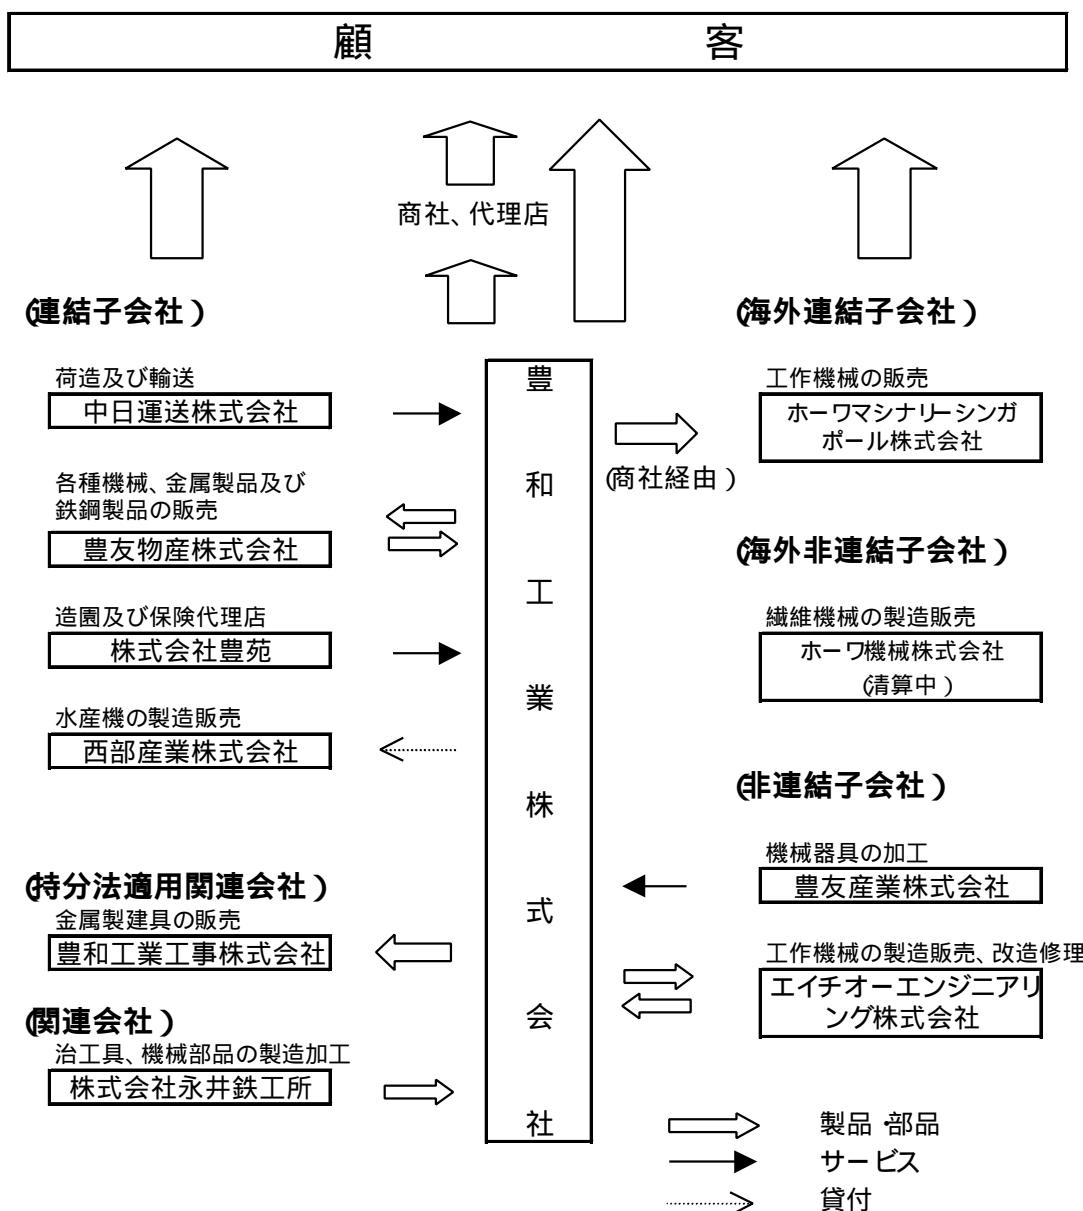 顧 客
商社、代理店
(連結子会社)
荷造及び輸送
中日運送株式会社
各種機械、金属製品及び
鉄鋼製品の販売
豊友物産株式会社
造園及び保険代理店
株式会社豊苑
水産機の製造販売
西部産業株式会社
(持分法適用関連会社)
金属製建具の販売
豊和工業工事株式会社
(関連会社)
治工具、機械部品の製造加工
株式会社永井鉄工所
豊和工業株式会社
(商社経由)
(海外連結子会社)
工作機械の販売
ホーワマシナリーシンガ
ポール株式会社
(海外非連結子会社)
繊維機械の製造販売
ホーワ機械株式会社
(清算中)
(非連結子会社)
機械器具の加工
豊友産業株式会社
工作機械の製造販売、改造修理
エイチオーエンジニアリ
ング株式会社
製品・部品
サービス
貸付